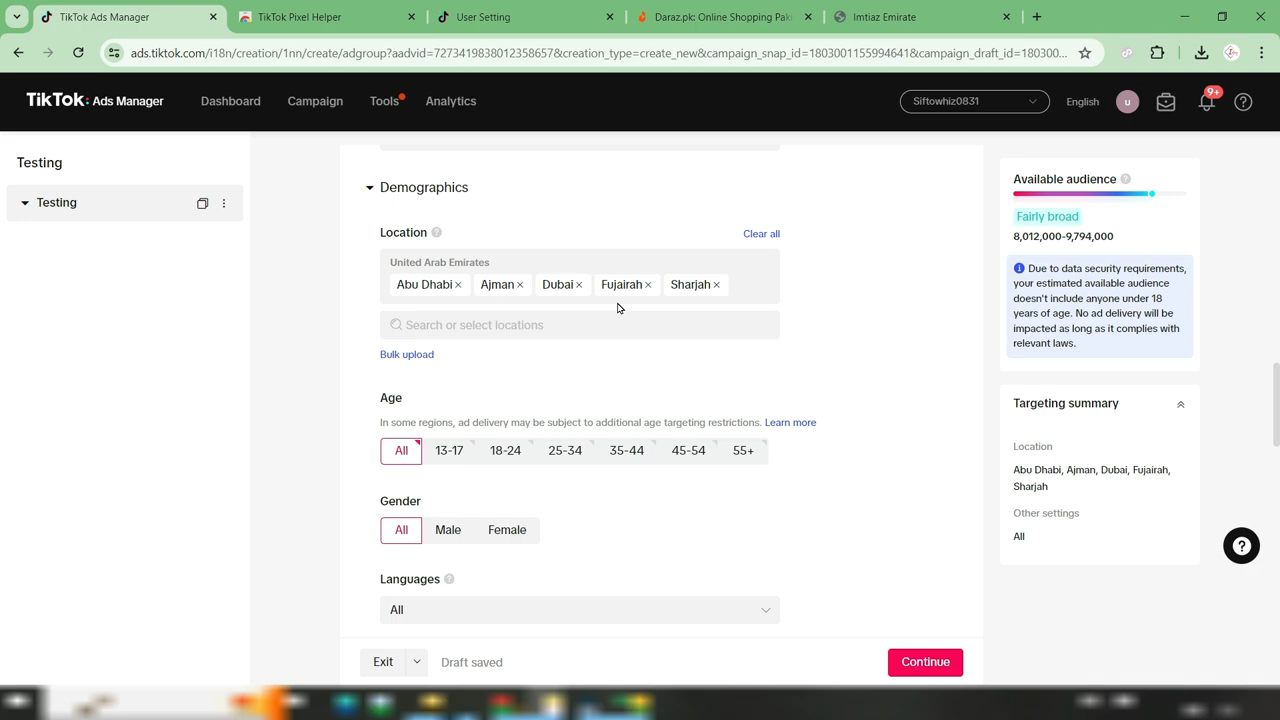 TikTok Ads Manager
TikTok Pixel Helper
User Setting
Daraz.pk: Online Shopping Paki
Imtiaz Emirate
ads.tiktok.com/i18n/creation/1nn/create/adgroup?aadvid=7273419838012358657&creation_type=create_new&campaign_snap_id=1803001155994641&campaign_draft_id=180300...
TikTok: Ads Manager
Dashboard
Campaign
Tools
Analytics
Siftowhiz0831
English
U
9+
Testing
Testing
Demographics
Location
Clear all
United Arab Emirates
Abu Dhabi × Ajman × Dubai × Fujairah × Sharjah ×
Search or select locations
Bulk upload
Age
In some regions, ad delivery may be subject to additional age targeting restrictions. Learn more
All 13-17 18-24 25-34 35-44 45-54 55+
Gender
All Male Female
Languages
All
Exit
Draft saved
Continue
Available audience
Fairly broad
8,012,000-9,794,000
Due to data security requirements,
your estimated available audience
doesn't include anyone under 18
years of age. No ad delivery will be
impacted as long as it complies with
relevant laws.
Targeting summary
Location
Abu Dhabi, Ajman, Dubai, Fujairah,
Sharjah
Other settings
All